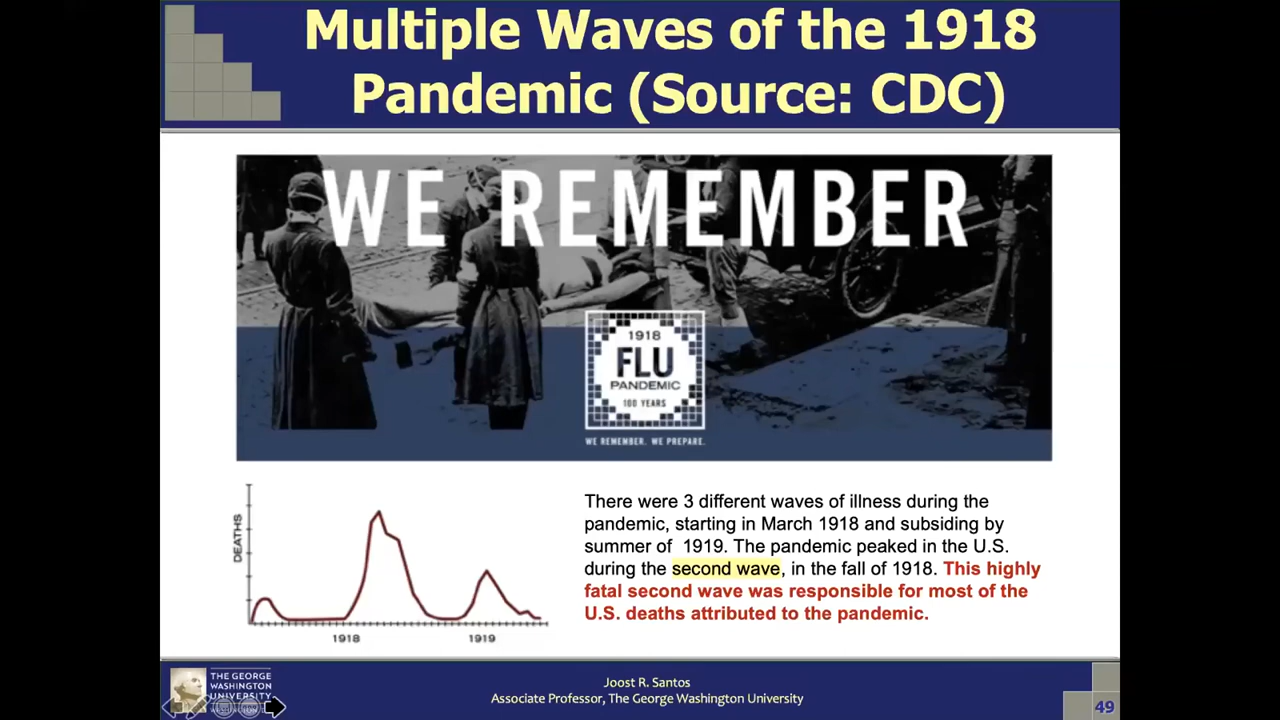 Multiple Waves of the 1918
Pandemic (Source: CDC)
WE REMEMBER
1918
FLU
PANDEMIC
100 YEARS
WE REMEMBER. WE PREPARE.
DEATHS
1918
1919
There were 3 different waves of illness during the
pandemic, starting in March 1918 and subsiding by
summer of 1919. The pandemic peaked in the U.S.
during the second wave, in the fall of 1918. This highly
fatal second wave was responsible for most of the
U.S. deaths attributed to the pandemic.
THE GEORGE
WASHINGTON
UNIVERSITY
Joost R. Santos
Associate Professor, The George Washington University
49